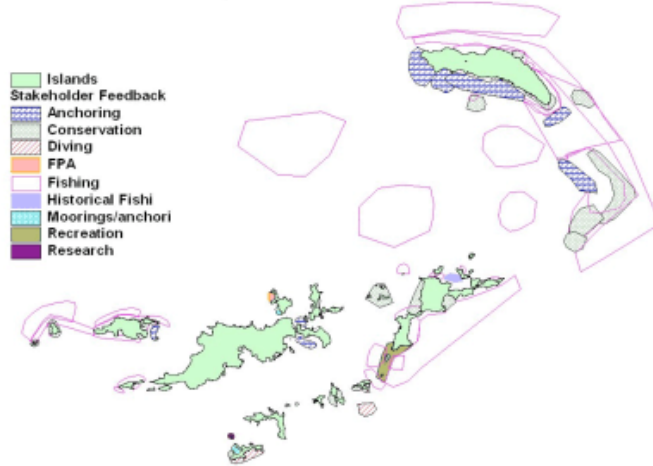 Islands
Stakeholder Feedback
Anchoring
Conservation
Diving
FPA
Fishing
Historical Fishi
Moorings/anchori
Recreation
Research